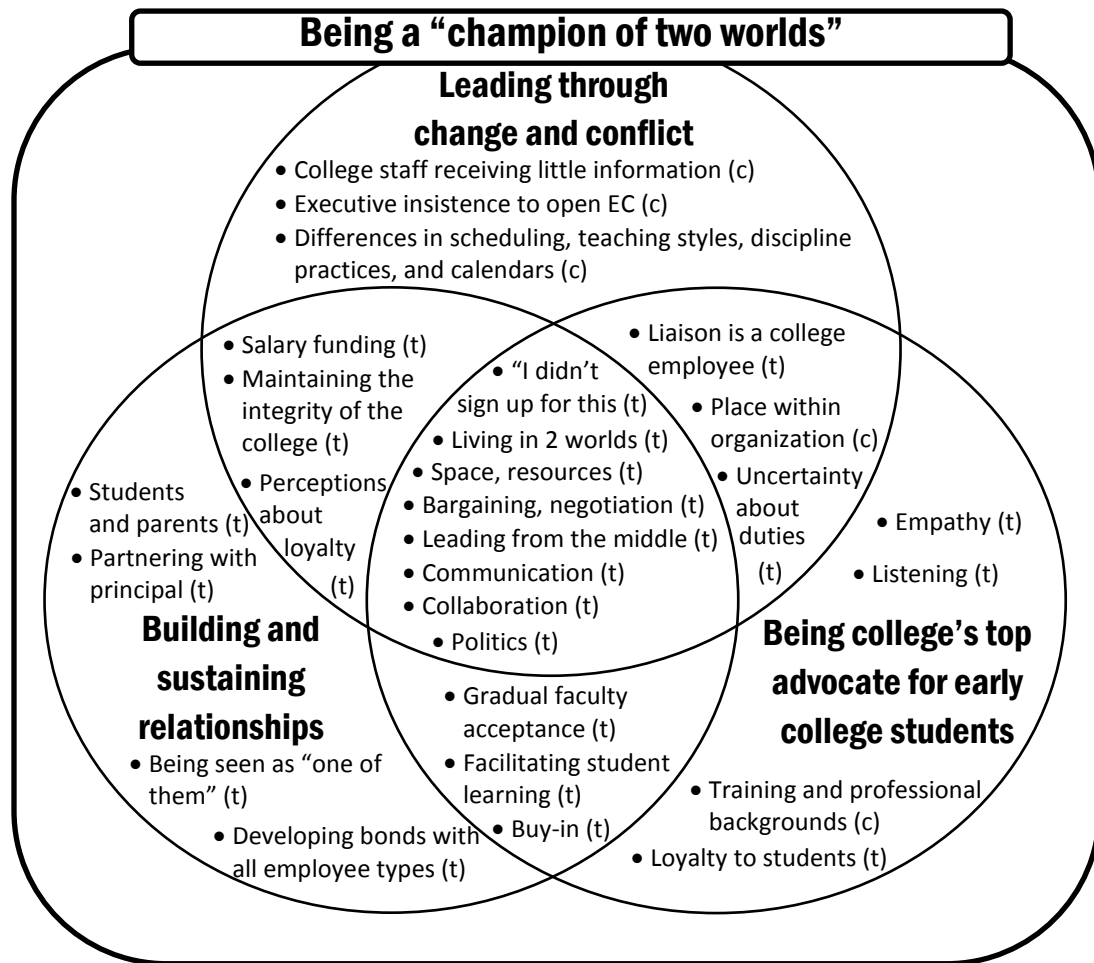 Being a “champion of two worlds”
Leading through
change and conflict
• College staff receiving little information (c)
• Executive insistence to open EC (c)
• Differences in scheduling, teaching styles, discipline
practices, and calendars (c)
• Salary funding (t)
• Maintaining the
integrity of the
college (t)
• Perceptions
about
loyalty
(t)
• “I didn’t
sign up for this (t)
• Living in 2 worlds (t)
• Space, resources (t)
• Bargaining, negotiation (t)
• Leading from the middle (t)
• Communication (t)
• Collaboration (t)
• Politics (t)
• Liaison is a college
employee (t)
• Place within
organization (c)
• Uncertainty
about
duties
(t)
• Students
and parents (t)
• Partnering with
principal (t)
Building and
sustaining
relationships
• Being seen as “one of
them” (t)
• Developing bonds with
all employee types (t)
• Gradual faculty
acceptance (t)
• Facilitating student
learning (t)
• Buy-in (t)
• Empathy (t)
• Listening (t)
Being college’s top
advocate for early
college students
• Training and professional
backgrounds (c)
• Loyalty to students (t)